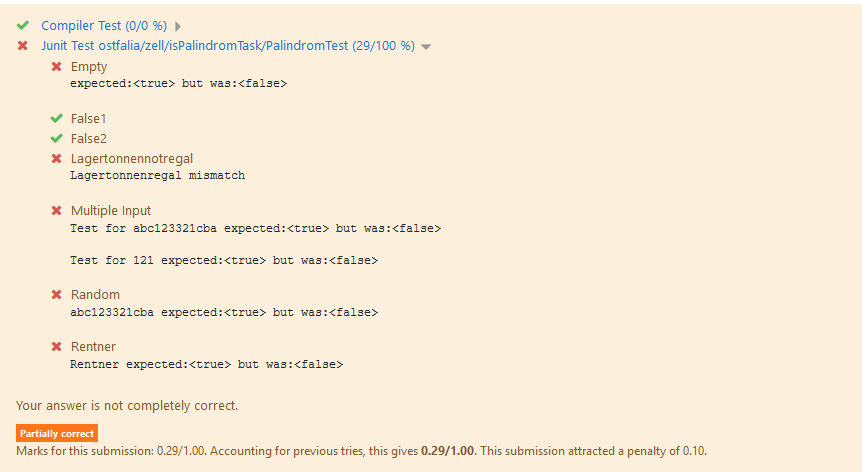 Compiler Test (0/0 %)
Junit Test ostfalia/zell/isPalindromTask/PalindromTest (29/100 %)
Empty
expected:<true> but was:<false>
False1
False2
Lagertonnennotregal
Lagertonnenregal mismatch
Multiple Input
Test for abc123321cba expected:<true> but was:<false>
Test for 121 expected:<true> but was:<false>
Random
abc123321cba expected:<true> but was:<false>
Rentner
Rentner expected:<true> but was:<false>
Your answer is not completely correct.
Partially correct
Marks for this submission: 0.29/1.00. Accounting for previous tries, this gives 0.29/1.00. This submission attracted a penalty of 0.10.